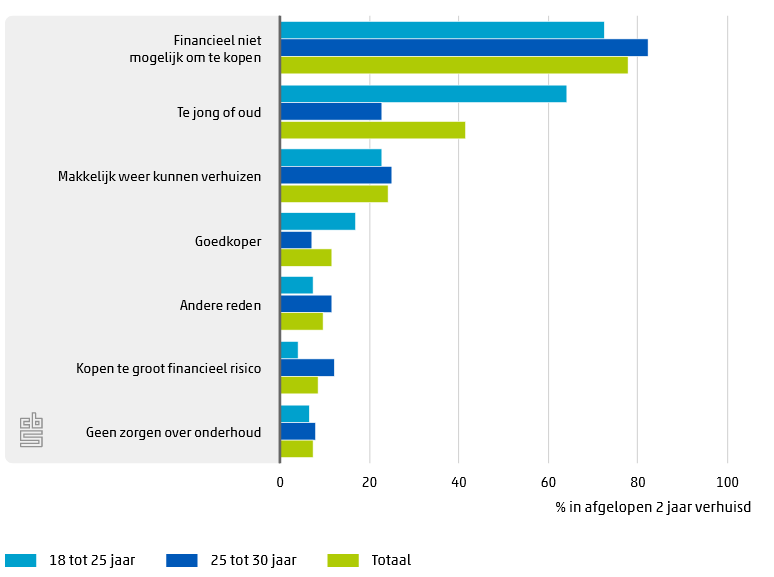 Financieel niet
mogelijk om te kopen
Te jong of oud
Makkelijk weer kunnen verhuizen
Goedkoper
Andere reden
Kopen te groot financieel risico
Geen zorgen over onderhoud
0 20 40 60 80 100
% in afgelopen 2 jaar verhuisd
18 tot 25 jaar 25 tot 30 jaar Totaal